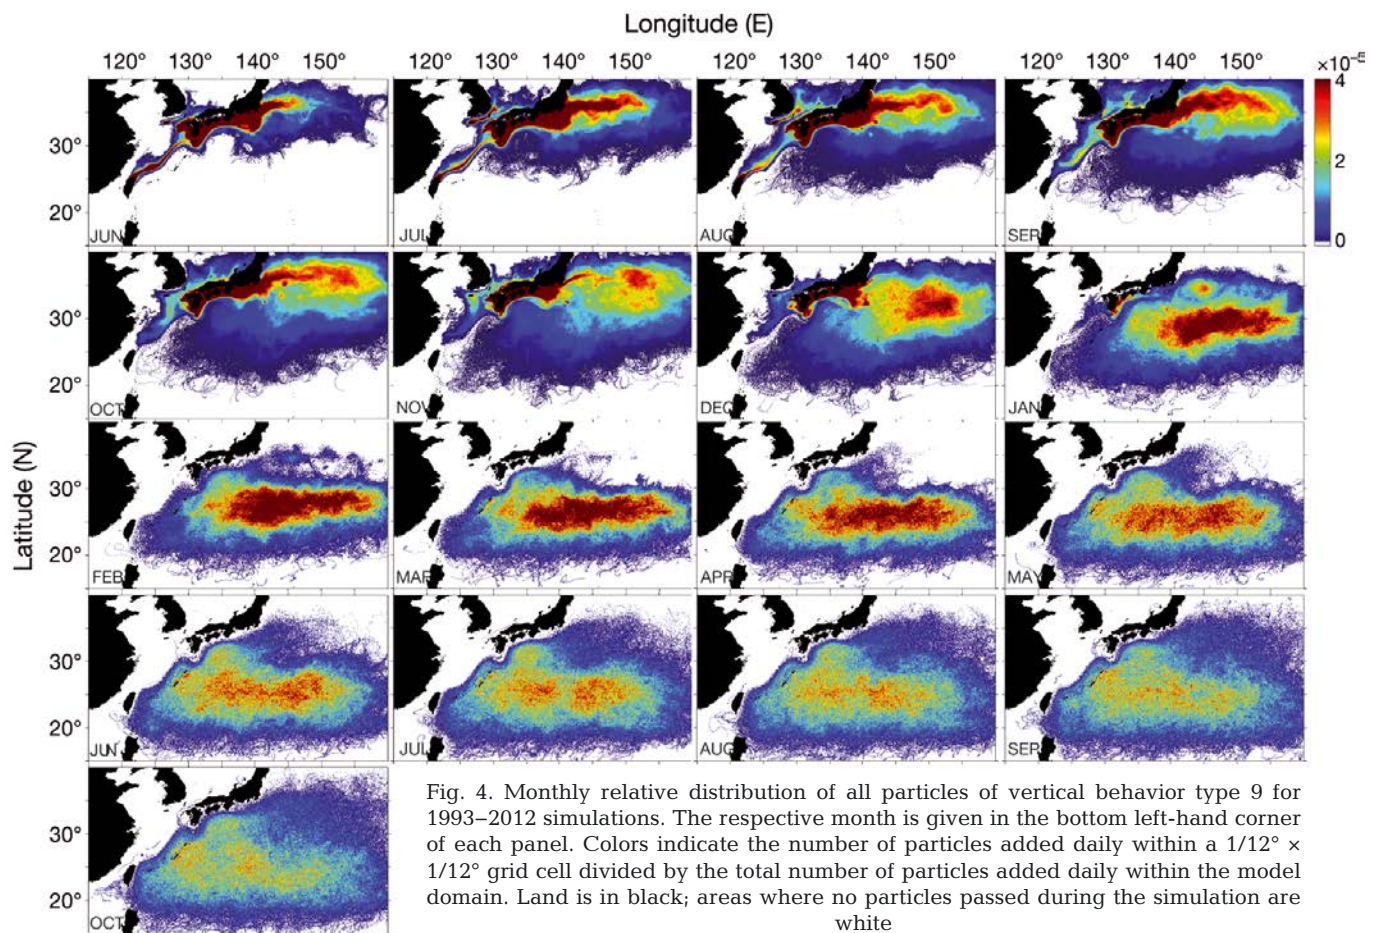 Longitude (E)
120° 130° 140° 150° 120° 130° 140° 150° 120° 130° 140° 150° 120° 130° 140° 150°
×10⁻⁵
4
30°
2
20°
0
JUN JUL AUG SEP
30°
20°
OCT NOV DEC JAN
Latitude (N)
30°
20°
FEB MAR APR MAY
30°
20°
JUN JUL AUG SEP
30°
20°
OCT
Fig. 4. Monthly relative distribution of all particles of vertical behavior type 9 for
1993–2012 simulations. The respective month is given in the bottom left-hand corner
of each panel. Colors indicate the number of particles added daily within a 1/12° ×
1/12° grid cell divided by the total number of particles added daily within the model
domain. Land is in black; areas where no particles passed during the simulation are
white